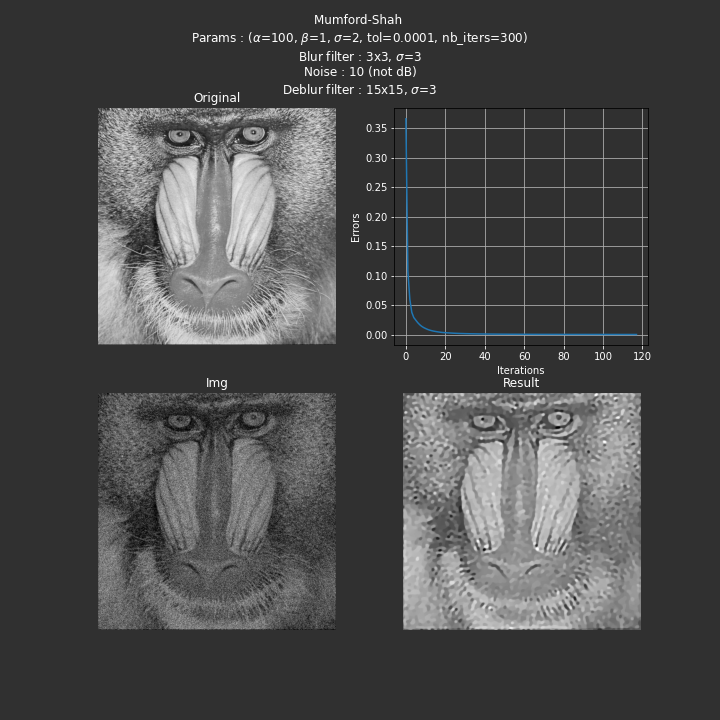 Mumford-Shah
Params : (α=100, β=1, σ=2, tol=0.0001, nb_iters=300)
Blur filter : 3x3, σ=3
Noise : 10 (not dB)
Deblur filter : 15x15, σ=3
Original
0.35
0.30
0.25
0.20
0.15
0.10
0.05
0.00
Errors
0 20 40 60 80 100 120
Iterations
Img
Result